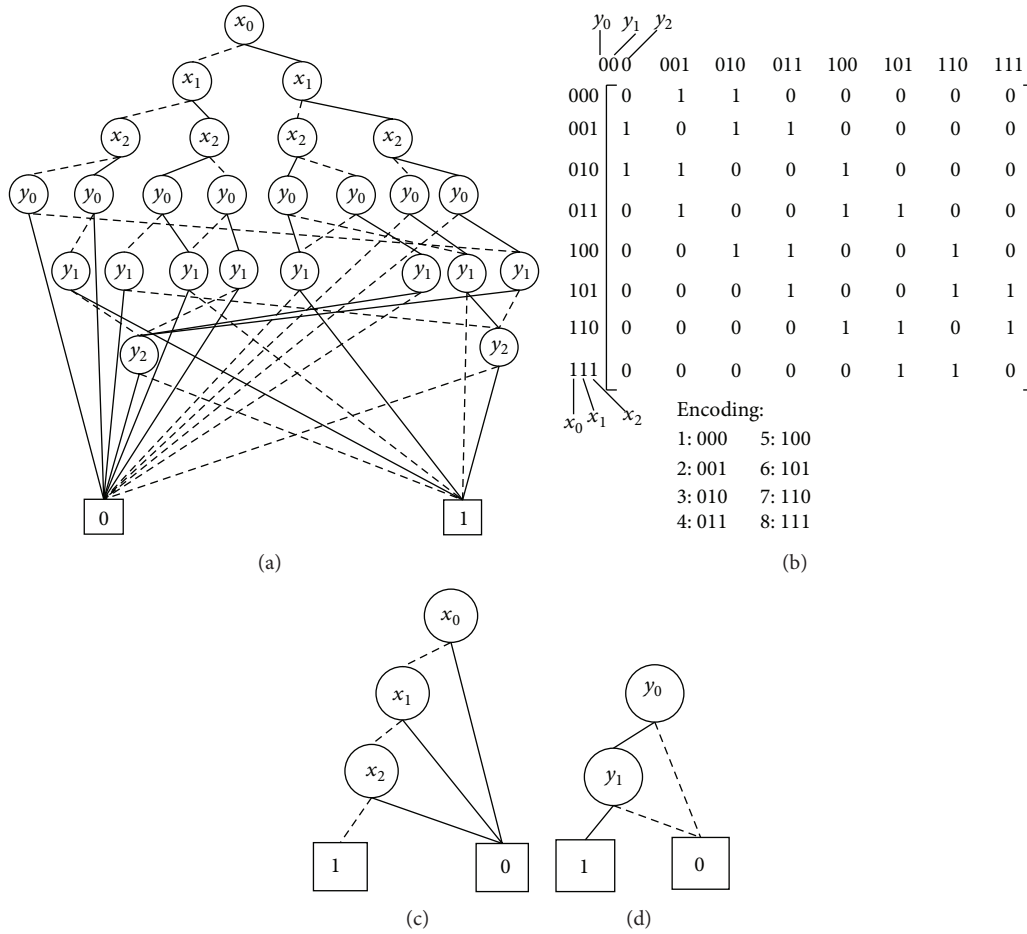 x₀
x₁ x₁
x₂ x₂ x₂ x₂
y₀ y₀ y₀ y₀ y₀ y₀ y₀ y₀
y₁ y₁ y₁ y₁ y₁ y₁ y₁ y₁
y₂ y₂
0 1
(a)
y₀ y₁ y₂
000 001 010 011 100 101 110 111
000 0 1 1 0 0 0 0 0
001 1 0 1 1 0 0 0 0
010 1 1 0 0 1 0 0 0
011 0 1 0 0 1 1 0 0
100 0 0 1 1 0 0 1 0
101 0 0 0 1 0 0 1 1
110 0 0 0 0 1 1 0 1
111 0 0 0 0 0 1 1 0
x₀ x₁ x₂
Encoding:
1: 000 5: 100
2: 001 6: 101
3: 010 7: 110
4: 011 8: 111
(b)
x₀
x₁
x₂
1 0
(c)
y₀
y₁
1 0
(d)